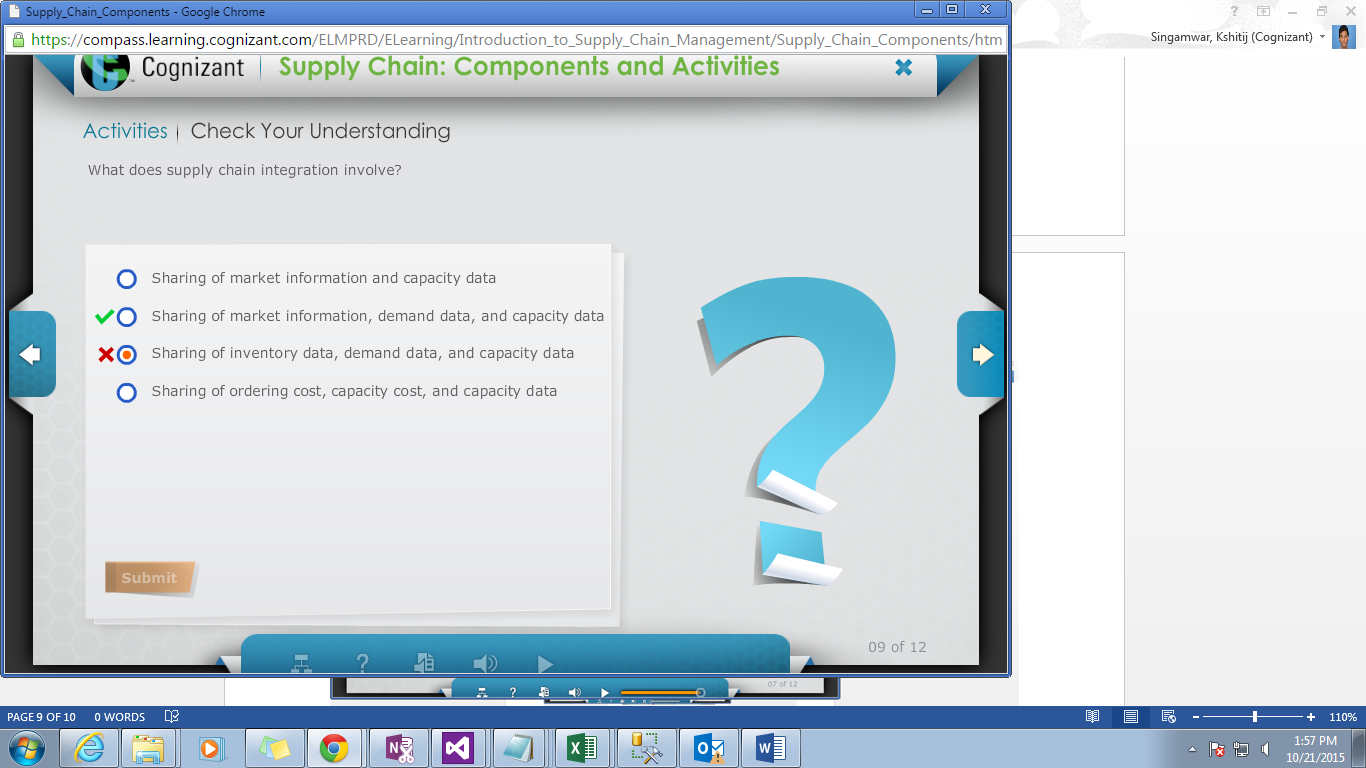 Supply_Chain_Components - Google Chrome
https://compass.learning.cognizant.com/ELMPRD/ELearning/Introduction_to_Supply_Chain_Management/Supply_Chain_Components/htm
Singamwar, Kshitij (Cognizant)
Cognizant
Supply Chain: Components and Activities
Activities | Check Your Understanding
What does supply chain integration involve?
Sharing of market information and capacity data
Sharing of market information, demand data, and capacity data
Sharing of inventory data, demand data, and capacity data
Sharing of ordering cost, capacity cost, and capacity data
Submit
09 of 12
07 of 12
PAGE 9 OF 10 0 WORDS 110%
1:57 PM
10/21/2015